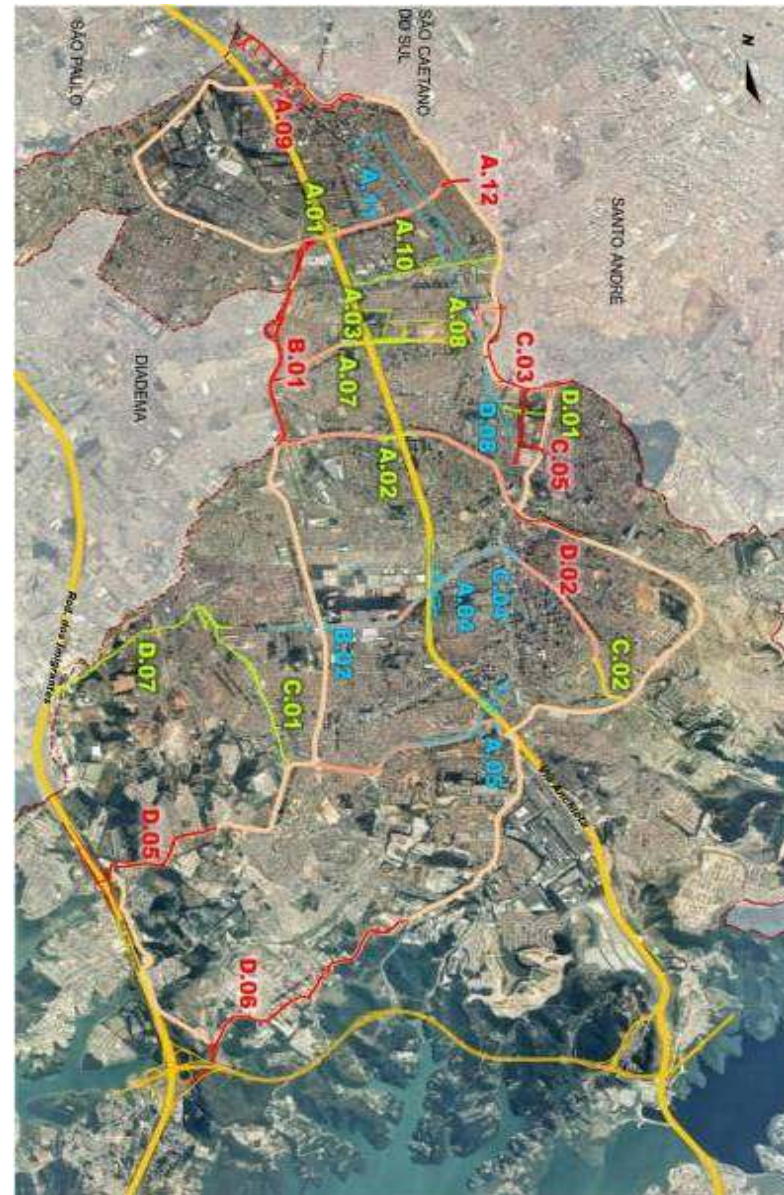 SÃO PAULO
SÃO CAETANO
DO SUL
N
SANTO ANDRÉ
DIADEMA
A.09
A.12
A.11
A.01
A.10
A.03
A.08
A.07
B.01
C.03
D.01
D.08
C.05
A.02
D.02
A.04
C.04
C.02
B.02
C.01
D.07
A.05
Via Anchieta
Rod. dos Imigrantes
D.05
D.06